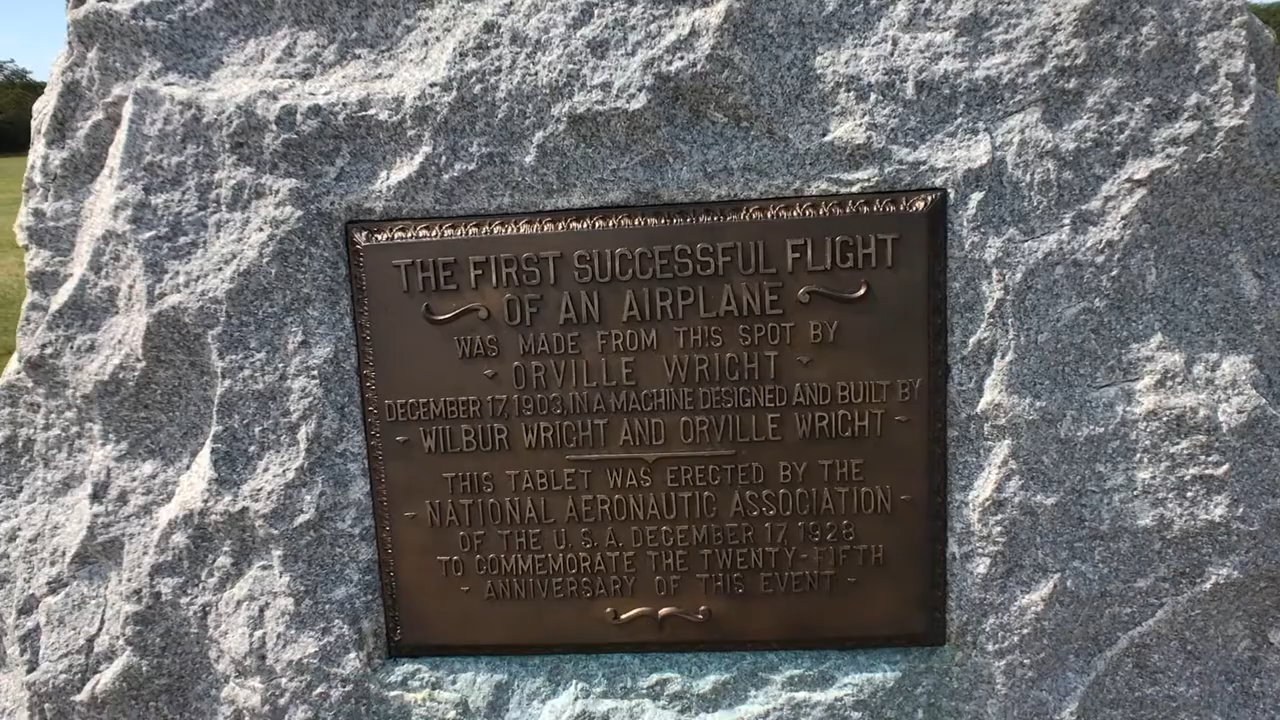 THE FIRST SUCCESSFUL FLIGHT
OF AN AIRPLANE
WAS MADE FROM THIS SPOT BY
ORVILLE WRIGHT
DECEMBER 17, 1903, IN A MACHINE DESIGNED AND BUILT BY
WILBUR WRIGHT AND ORVILLE WRIGHT
THIS TABLET WAS ERECTED BY THE
NATIONAL AERONAUTIC ASSOCIATION
OF THE U.S.A. DECEMBER 17, 1928
TO COMMEMORATE THE TWENTY-FIFTH
ANNIVERSARY OF THIS EVENT